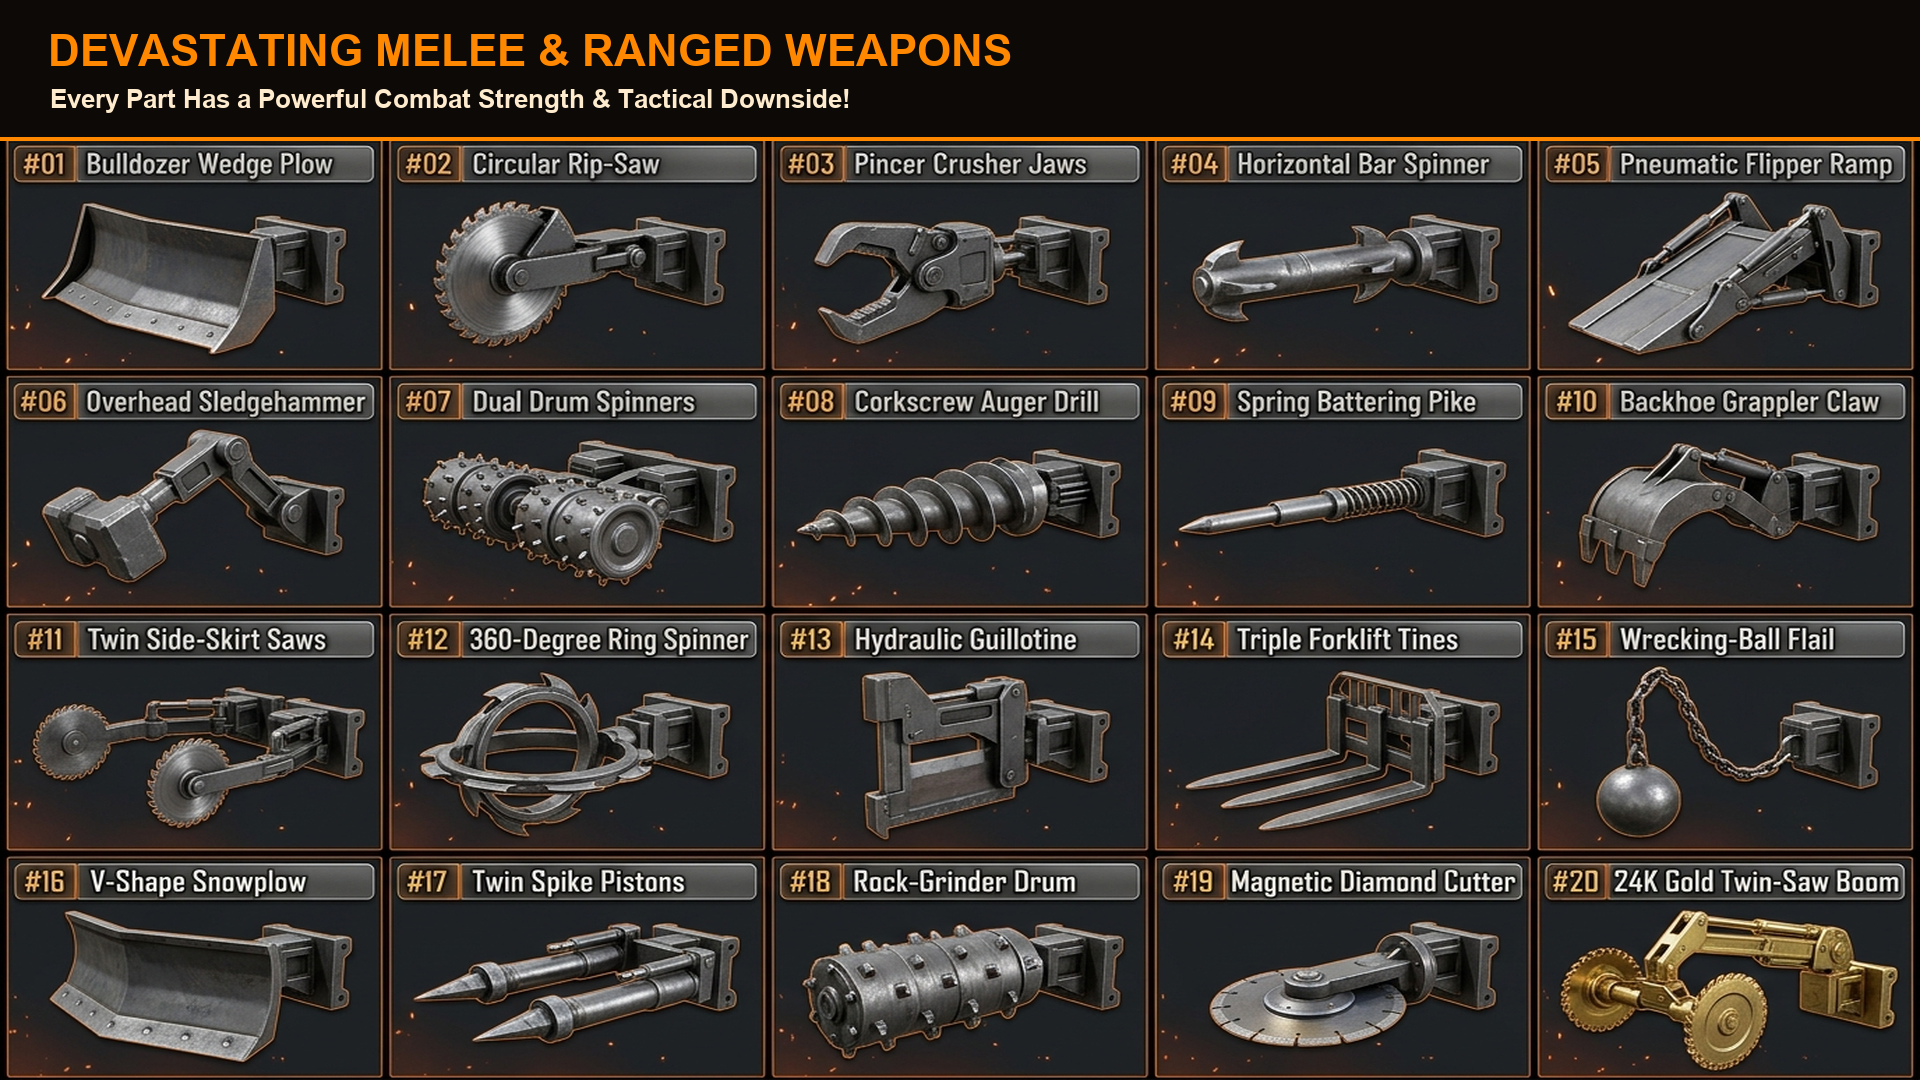 DEVASTATING MELEE & RANGED WEAPONS
Every Part Has a Powerful Combat Strength & Tactical Downside!
#01 Bulldozer Wedge Plow
#02 Circular Rip-Saw
#03 Pincer Crusher Jaws
#04 Horizontal Bar Spinner
#05 Pneumatic Flipper Ramp
#06 Overhead Sledgehammer
#07 Dual Drum Spinners
#08 Corkscrew Auger Drill
#09 Spring Battering Pike
#10 Backhoe Grappler Claw
#11 Twin Side-Skirt Saws
#12 360-Degree Ring Spinner
#13 Hydraulic Guillotine
#14 Triple Forklift Tines
#15 Wrecking-Ball Flail
#16 V-Shape Snowplow
#17 Twin Spike Pistons
#18 Rock-Grinder Drum
#19 Magnetic Diamond Cutter
#20 24K Gold Twin-Saw Boom